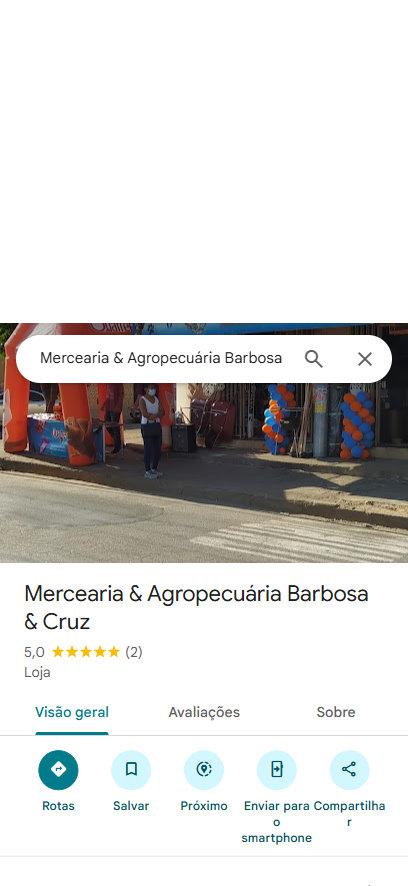 Mercearia & Agropecuária Barbosa
Mercearia & Agropecuária Barbosa
& Cruz
5,0 ★★★★★ (2)
Loja
Visão geral
Avaliações
Sobre
Rotas
Salvar
Próximo
Enviar para
o
smartphone
Compartilha
r